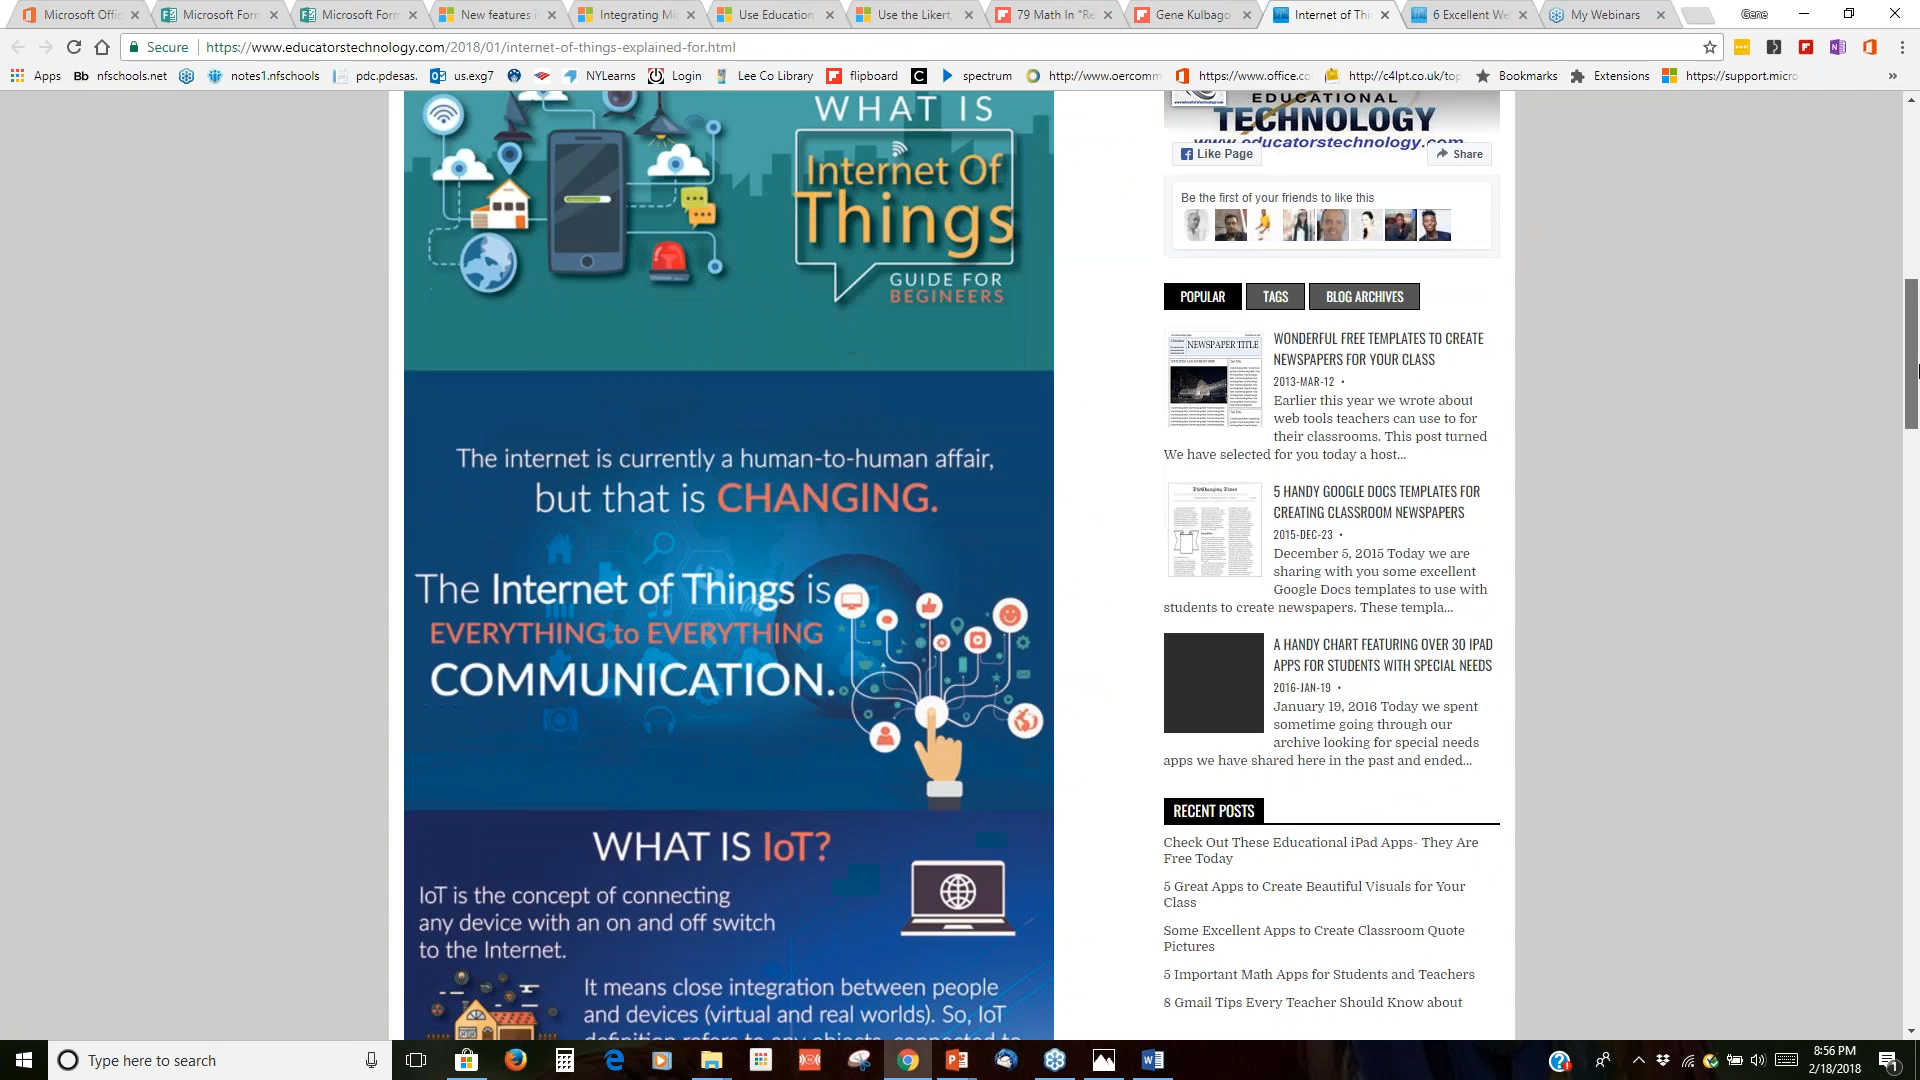 Microsoft Offic
Microsoft Forn
Microsoft Forn
New features i
Integrating Mi
Use Education
Use the Likert
79 Math In "Re
Gene Kulbago
Internet of Thi
6 Excellent We
My Webinars
Gene
Secure
https://www.educatorstechnology.com/2018/01/internet-of-things-explained-for.html
Apps
Bb nfschools.net
notes1.nfschools
pdc.pdesas.
us.exg7
NYLearns
Login
Lee Co Library
flipboard
spectrum
http://www.oercomm
https://www.office.co
http://c4lpt.co.uk/top
Bookmarks
Extensions
https://support.micro
WHAT IS
Internet Of
Things
GUIDE FOR
BEGINEERS
The internet is currently a human-to-human affair,
but that is CHANGING.
The Internet of Things is
EVERYTHING to EVERYTHING
COMMUNICATION.
WHAT IS IoT?
IoT is the concept of connecting
any device with an on and off switch
to the Internet.
It means close integration between people
and devices (virtual and real worlds). So, IoT
definition refers to any objects, connected to
EDUCATIONAL
TECHNOLOGY
www.educatorstechnology.com
Like Page
Share
Be the first of your friends to like this
POPULAR
TAGS
BLOG ARCHIVES
NEWSPAPER TITLE
WONDERFUL FREE TEMPLATES TO CREATE
NEWSPAPERS FOR YOUR CLASS
2013-MAR-12 •
Earlier this year we wrote about
web tools teachers can use to for
their classrooms. This post turned
We have selected for you today a host...
5 HANDY GOOGLE DOCS TEMPLATES FOR
CREATING CLASSROOM NEWSPAPERS
2015-DEC-23 •
December 5, 2015 Today we are
sharing with you some excellent
Google Docs templates to use with
students to create newspapers. These templa...
A HANDY CHART FEATURING OVER 30 IPAD
APPS FOR STUDENTS WITH SPECIAL NEEDS
2016-JAN-19 •
January 19, 2016 Today we spent
sometime going through our
archive looking for special needs
apps we have shared here in the past and ended...
RECENT POSTS
Check Out These Educational iPad Apps- They Are
Free Today
5 Great Apps to Create Beautiful Visuals for Your
Class
Some Excellent Apps to Create Classroom Quote
Pictures
5 Important Math Apps for Students and Teachers
8 Gmail Tips Every Teacher Should Know about
Type here to search
8:56 PM
2/18/2018